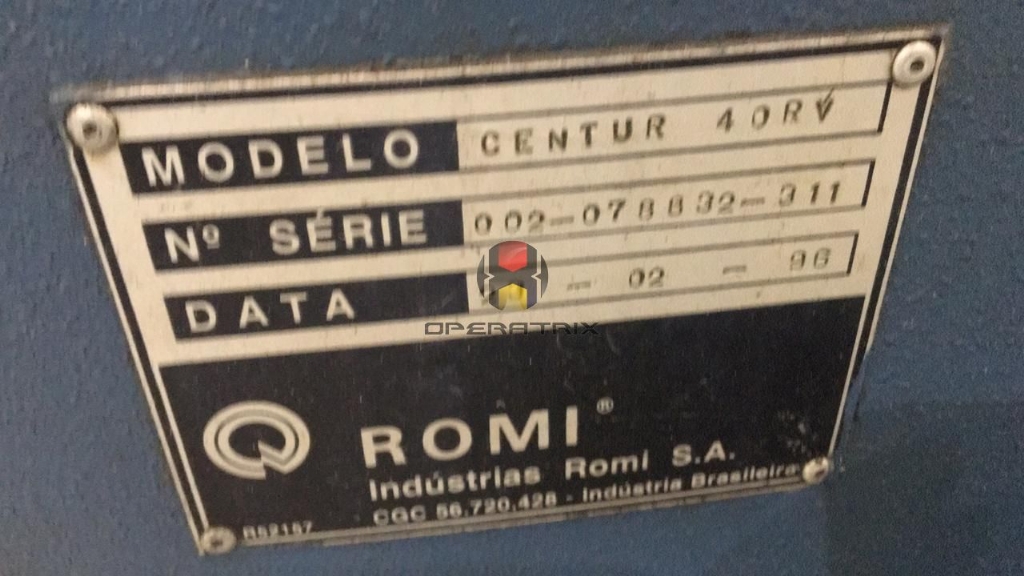 MODELO CENTUR 40RV
Nº SÉRIE 002-078832-311
DATA - 02 - 96
OPERATRIX
ROMI®
Indústrias Romi S.A.
CGC 56.720.428 - Indústria Brasileira
R52157